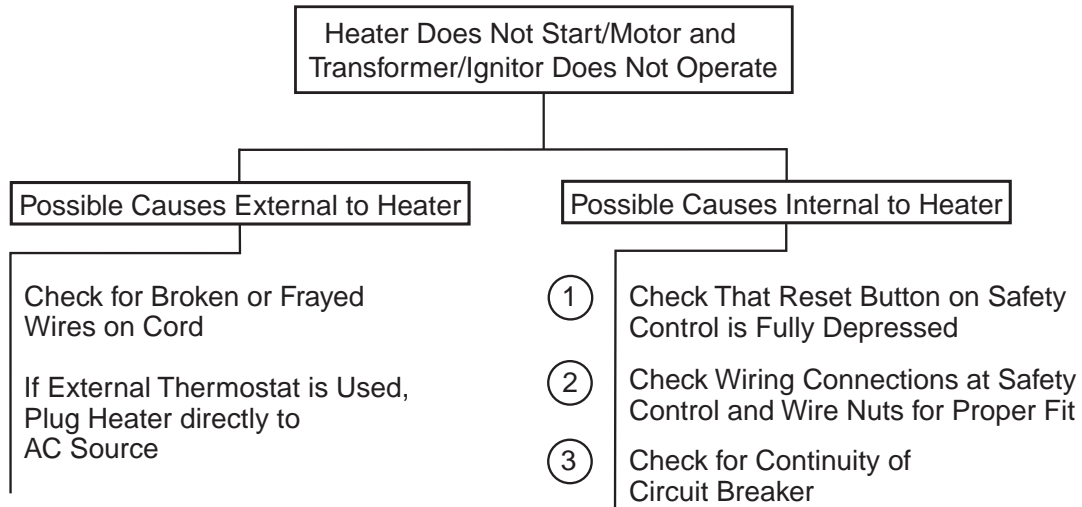 Heater Does Not Start/Motor and
Transformer/Ignitor Does Not Operate
Possible Causes External to Heater
Check for Broken or Frayed
Wires on Cord
If External Thermostat is Used,
Plug Heater directly to
AC Source
Possible Causes Internal to Heater
1 Check That Reset Button on Safety
Control is Fully Depressed
2 Check Wiring Connections at Safety
Control and Wire Nuts for Proper Fit
3 Check for Continuity of
Circuit Breaker